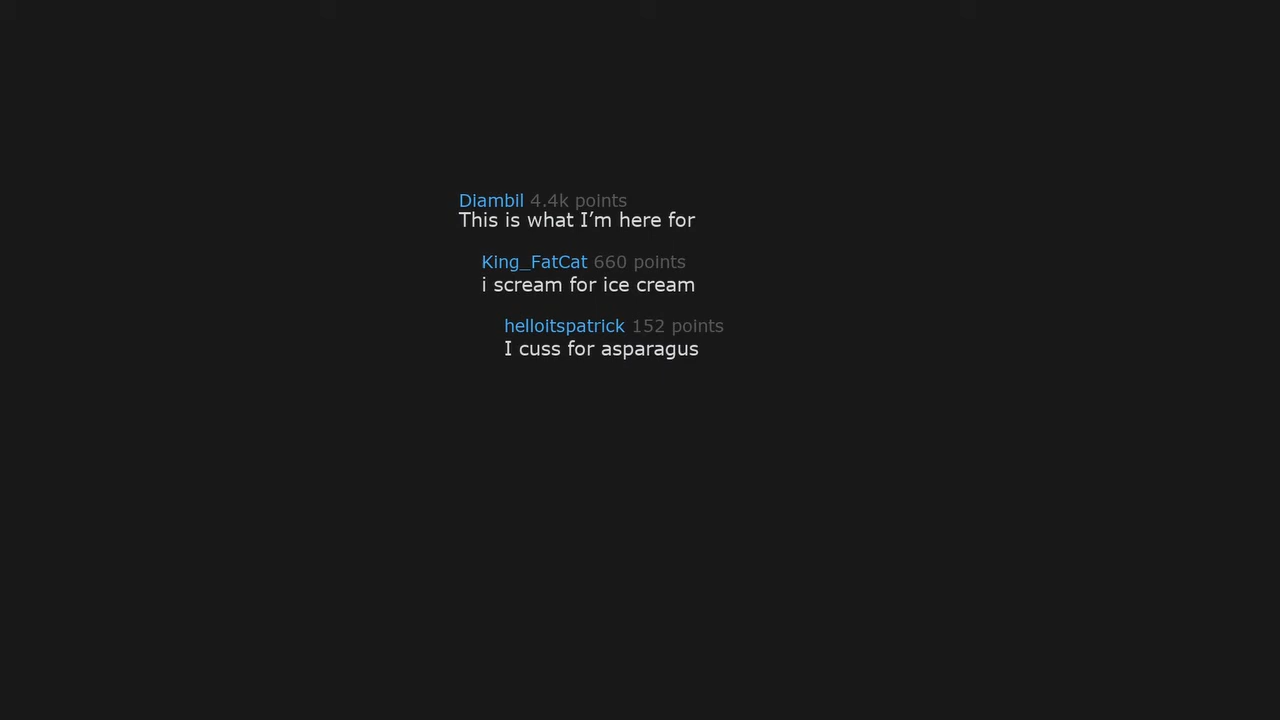 Diambil 4.4k points
This is what I’m here for
King_FatCat 660 points
i scream for ice cream
helloitspatrick 152 points
I cuss for asparagus